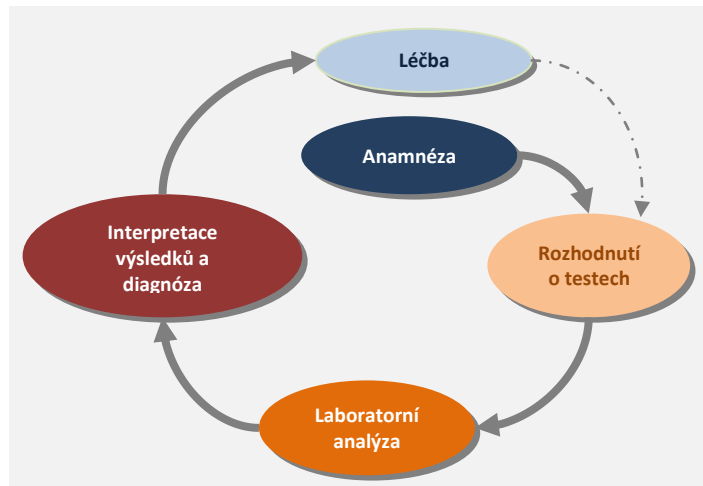 Léčba
Anamnéza
Rozhodnutí
o testech
Laboratorní
analýza
Interpretace
výsledků a
diagnóza